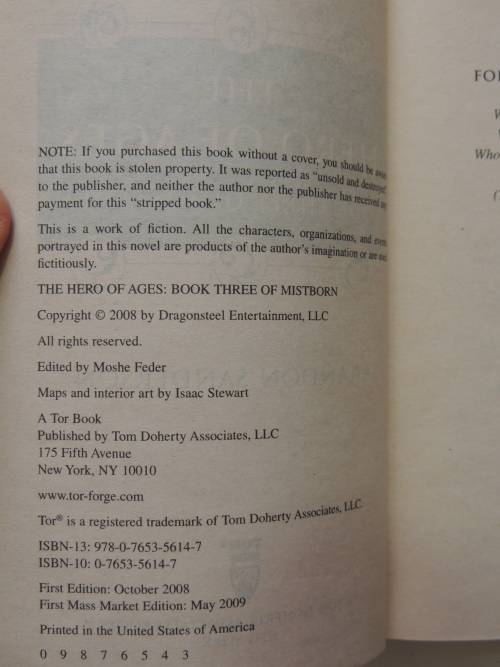 NOTE: If you purchased this book without a cover, you should be aware
that this book is stolen property. It was reported as “unsold and destroyed”
to the publisher, and neither the author nor the publisher has received any
payment for this “stripped book.”
This is a work of fiction. All the characters, organizations, and events
portrayed in this novel are products of the author’s imagination or are used
fictitiously.
THE HERO OF AGES: BOOK THREE OF MISTBORN
Copyright © 2008 by Dragonsteel Entertainment, LLC
All rights reserved.
Edited by Moshe Feder
Maps and interior art by Isaac Stewart
A Tor Book
Published by Tom Doherty Associates, LLC
175 Fifth Avenue
New York, NY 10010
www.tor-forge.com
Tor® is a registered trademark of Tom Doherty Associates, LLC.
ISBN-13: 978-0-7653-5614-7
ISBN-10: 0-7653-5614-7
First Edition: October 2008
First Mass Market Edition: May 2009
Printed in the United States of America
0 9 8 7 6 5 4 3
FO
Who